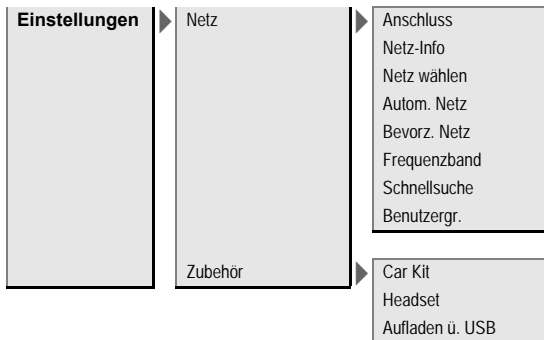 Einstellungen
Netz
Anschluss
Netz-Info
Netz wählen
Autom. Netz
Bevorz. Netz
Frequenzband
Schnellsuche
Benutzergr.
Zubehör
Car Kit
Headset
Aufladen ü. USB